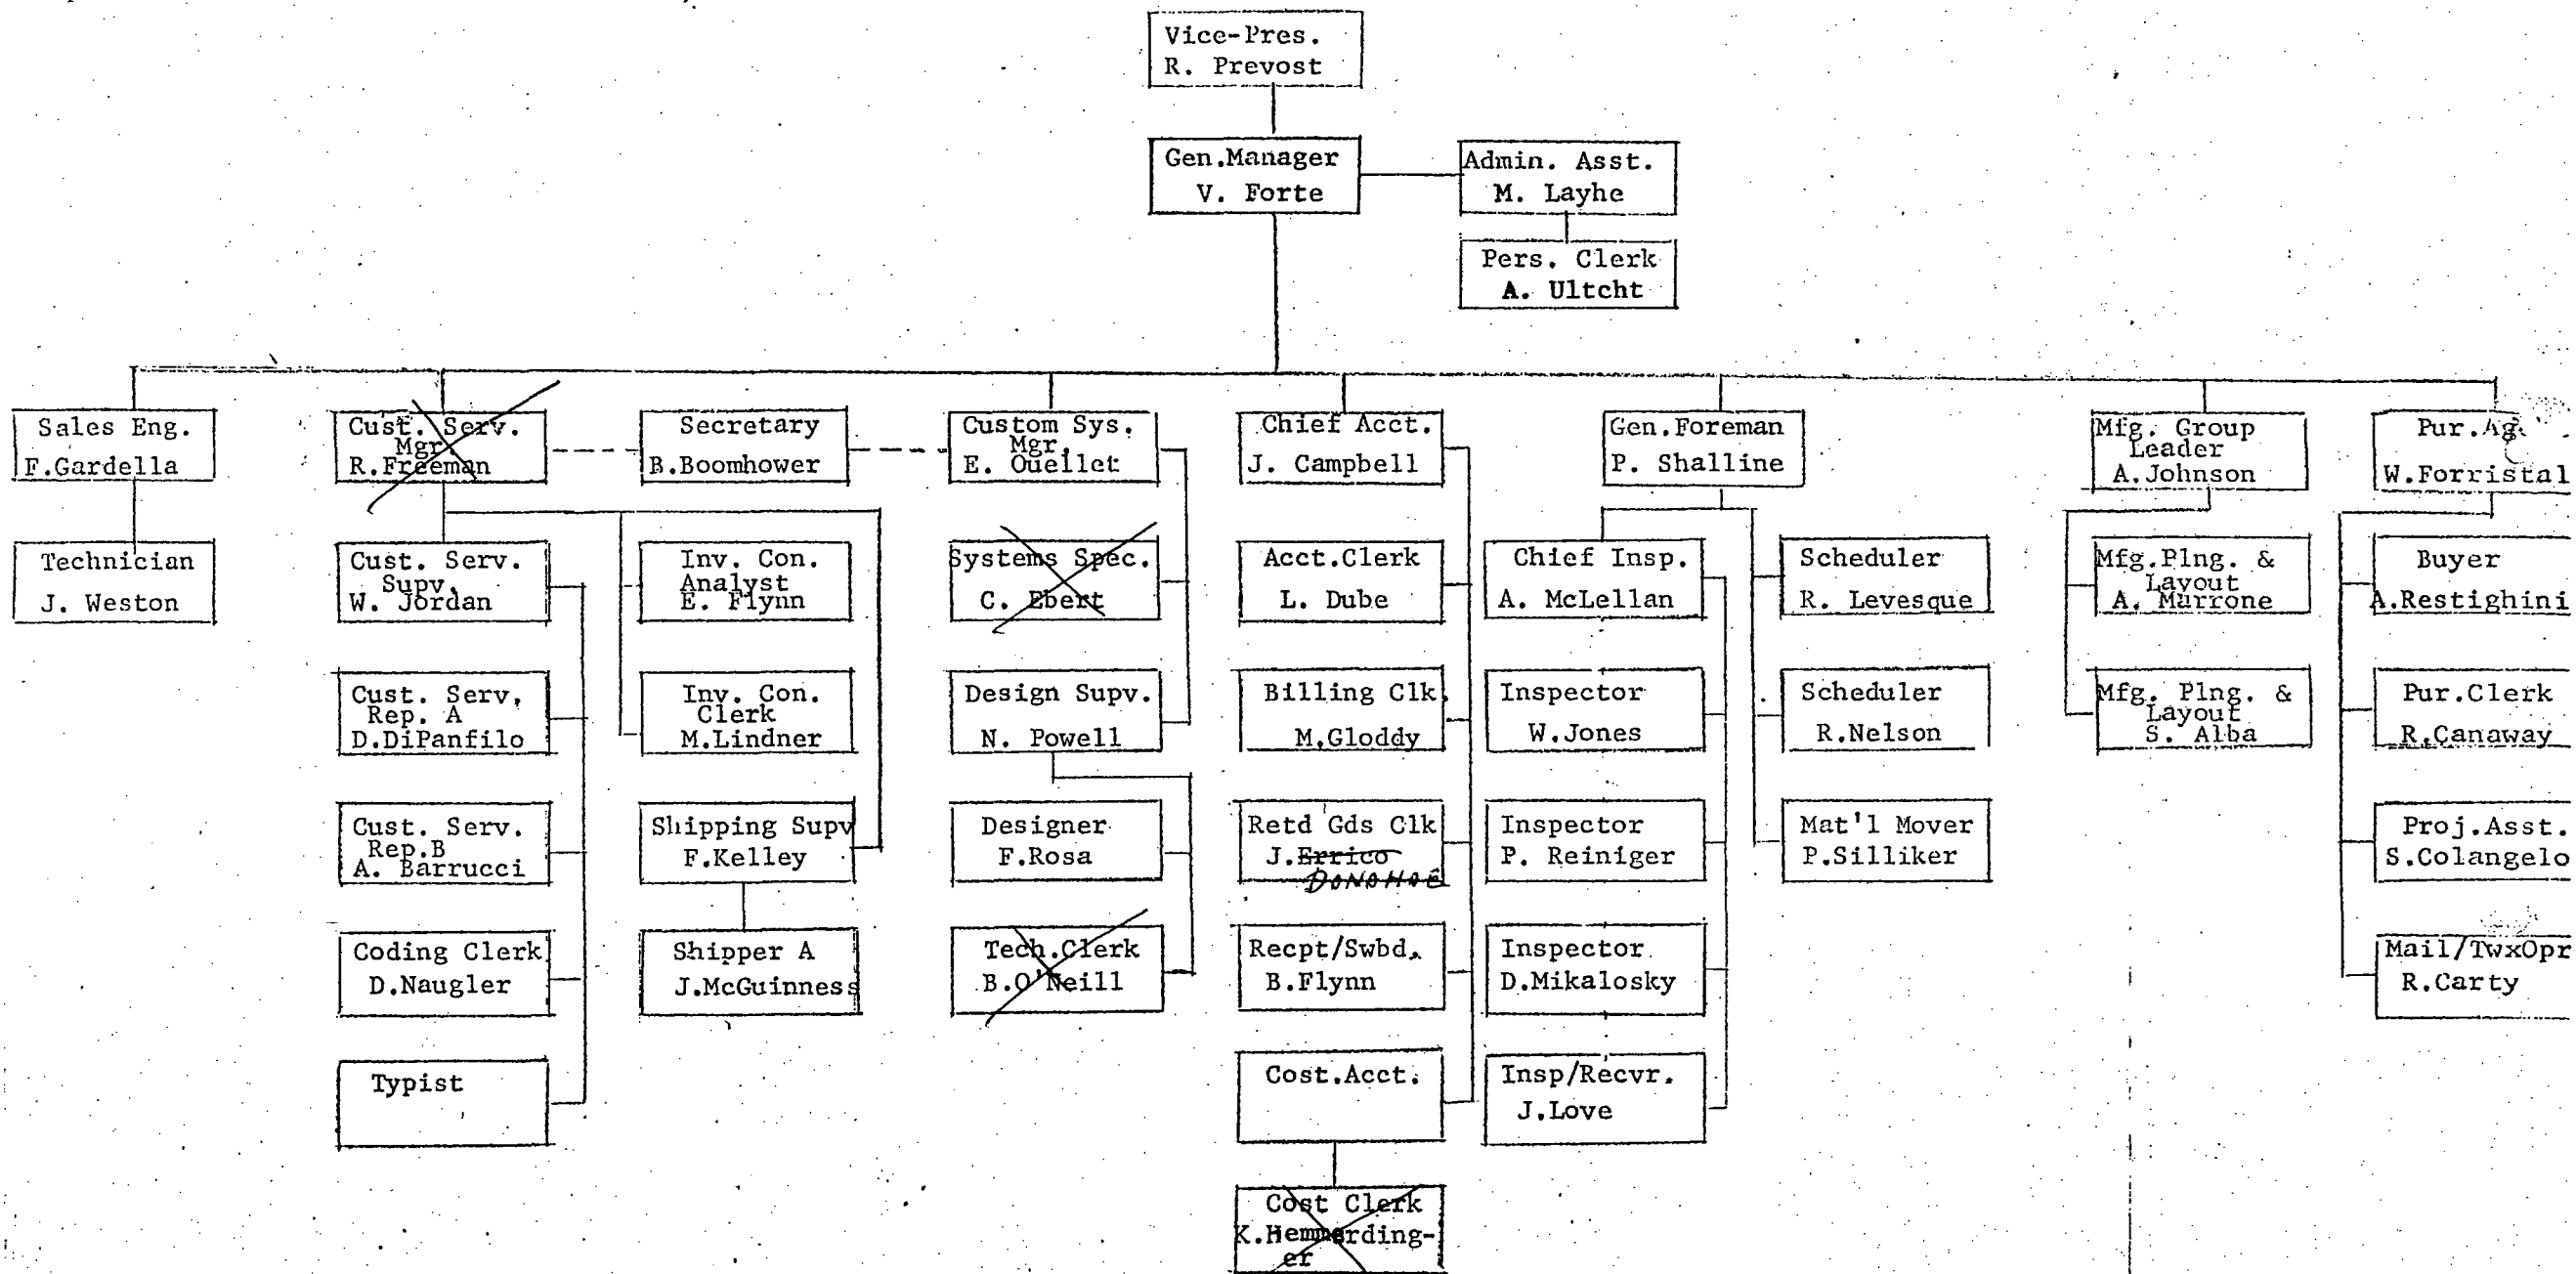 Vice-Pres.
R. Prevost
Gen.Manager
V. Forte
Admin. Asst.
M. Layhe
Pers. Clerk
A. Ultcht
Sales Eng.
F.Gardella
Technician
J. Weston
Cust. Serv.
Mgr.
R.Freeman
Cust. Serv.
Supv.
W. Jordan
Cust. Serv.
Rep. A
D.DiPanfilo
Cust. Serv.
Rep.B
A. Barrucci
Coding Clerk
D.Naugler
Typist
Secretary
B.Boomhower
Inv. Con.
Analyst
E. Flynn
Inv. Con.
Clerk
M.Lindner
Shipping Supv
F.Kelley
Shipper A
J.McGuinness
Custom Sys.
Mgr.
E. Ouellet
Systems Spec.
C. Ebert
Design Supv.
N. Powell
Designer
F.Rosa
Tech.Clerk
B.O'Neill
Chief Acct.
J. Campbell
Acct.Clerk
L. Dube
Billing Clk.
M.Gloddy
Retd Gds Clk
J.Errico
DONOHOE
Recpt/Swbd.
B.Flynn
Cost.Acct.
Cost Clerk
K.Hemmerding-
er
Gen.Foreman
P. Shalline
Chief Insp.
A. McLellan
Inspector
W.Jones
Inspector
P. Reiniger
Inspector
D.Mikalosky
Insp/Recvr.
J.Love
Scheduler
R. Levesque
Scheduler
R.Nelson
Mat'l Mover
P.Silliker
Mfg. Group
Leader
A.Johnson
Mfg.Plng. &
Layout
A. Marrone
Mfg. Plng. &
Layout
S. Alba
Pur.Ag.
W.Forristal
Buyer
A.Restighini
Pur.Clerk
R.Canaway
Proj.Asst.
S.Colangelo
Mail/TwxOpr
R.Carty